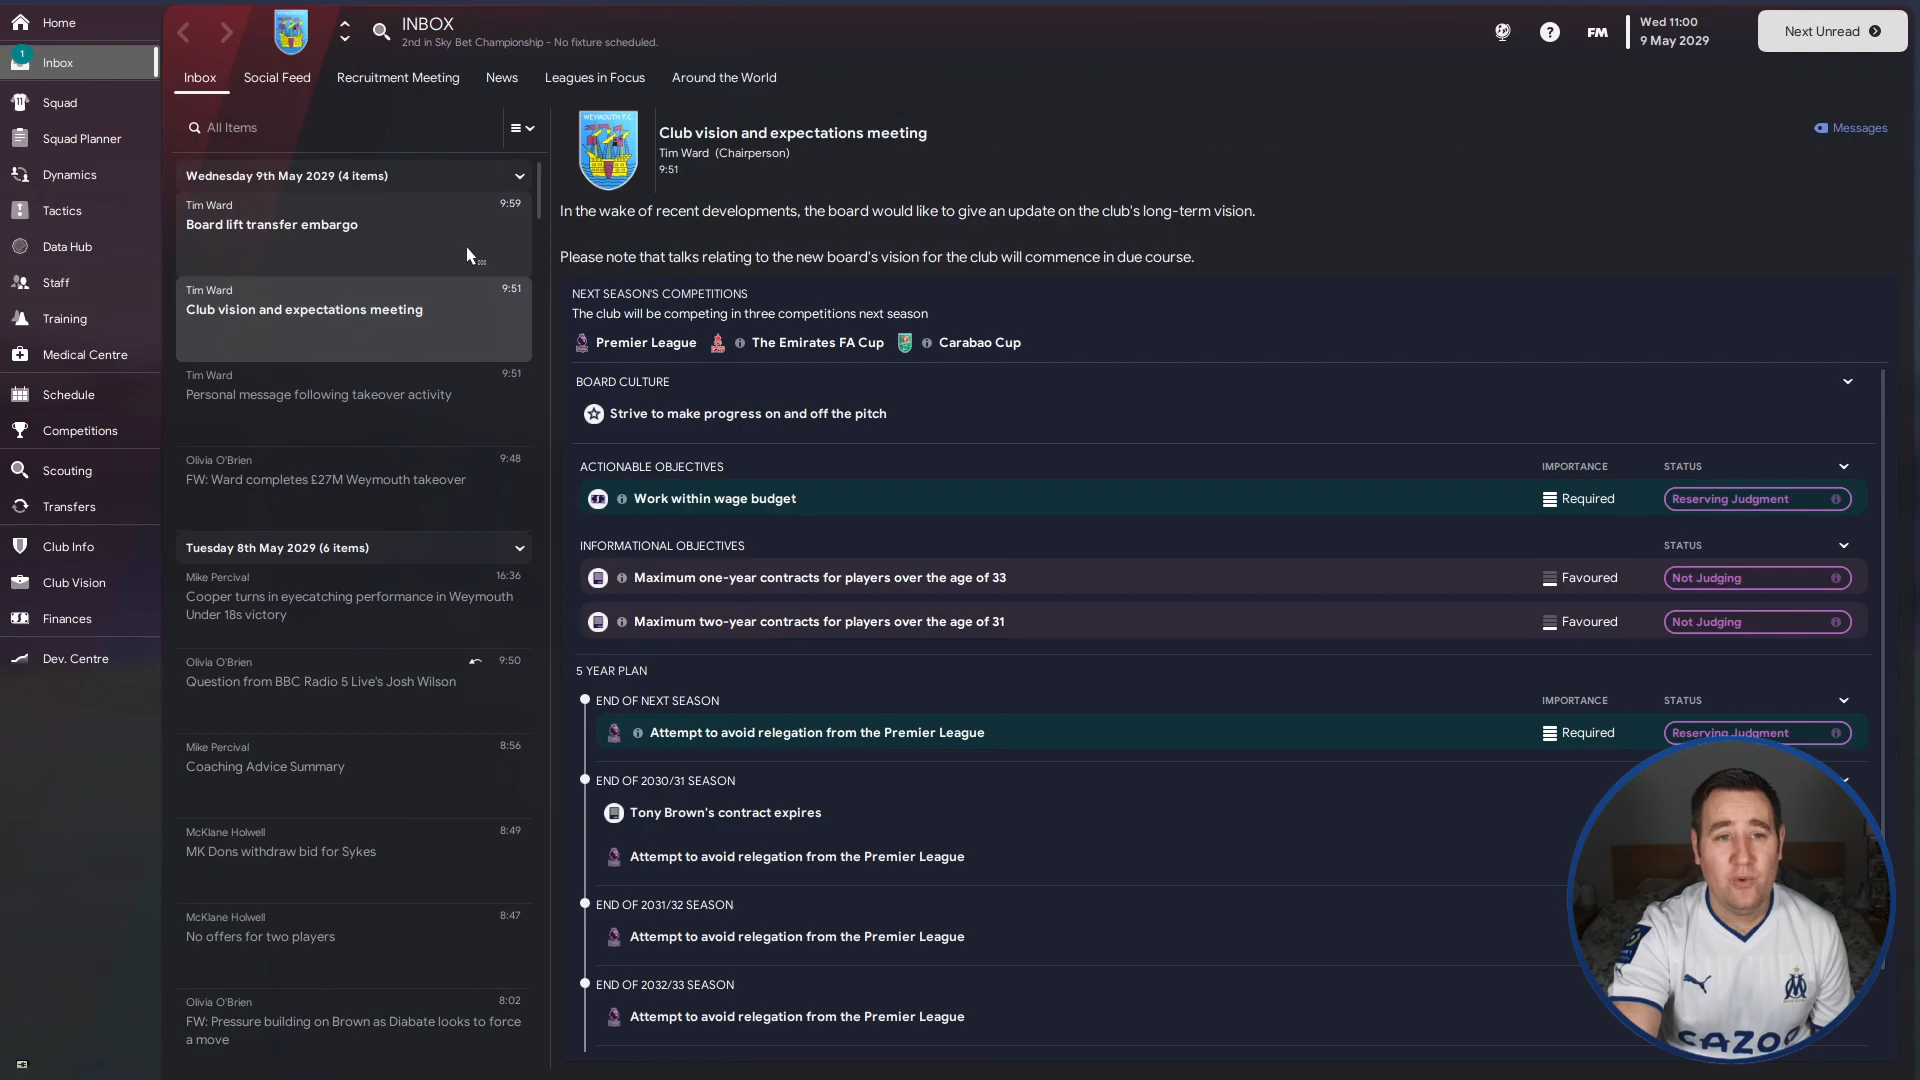 Home
1
Inbox
Squad
Squad Planner
Dynamics
Tactics
Data Hub
Staff
Training
Medical Centre
Schedule
Competitions
Scouting
Transfers
Club Info
Club Vision
Finances
Dev. Centre
INBOX
2nd in Sky Bet Championship - No fixture scheduled.
FM
Wed 11:00
9 May 2029
Next Unread
Inbox
Social Feed
Recruitment Meeting
News
Leagues in Focus
Around the World
All Items
Wednesday 9th May 2029 (4 items)
Tim Ward 9:59
Board lift transfer embargo
Tim Ward 9:51
Club vision and expectations meeting
Tim Ward 9:51
Personal message following takeover activity
Olivia O'Brien 9:48
FW: Ward completes £27M Weymouth takeover
Tuesday 8th May 2029 (6 items)
Mike Percival 16:36
Cooper turns in eyecatching performance in Weymouth
Under 18s victory
Olivia O'Brien 9:50
Question from BBC Radio 5 Live's Josh Wilson
Mike Percival 8:56
Coaching Advice Summary
McKlane Holwell 8:49
MK Dons withdraw bid for Sykes
McKlane Holwell 8:47
No offers for two players
Olivia O'Brien 8:02
FW: Pressure building on Brown as Diabate looks to force
a move
WEYMOUTH F.C.
Club vision and expectations meeting
Tim Ward (Chairperson)
9:51
Messages
In the wake of recent developments, the board would like to give an update on the club's long-term vision.
Please note that talks relating to the new board's vision for the club will commence in due course.
NEXT SEASON'S COMPETITIONS
The club will be competing in three competitions next season
Premier League The Emirates FA Cup Carabao Cup
BOARD CULTURE
Strive to make progress on and off the pitch
ACTIONABLE OBJECTIVES IMPORTANCE STATUS
Work within wage budget Required Reserving Judgment
INFORMATIONAL OBJECTIVES STATUS
Maximum one-year contracts for players over the age of 33 Favoured Not Judging
Maximum two-year contracts for players over the age of 31 Favoured Not Judging
5 YEAR PLAN
END OF NEXT SEASON IMPORTANCE STATUS
Attempt to avoid relegation from the Premier League Required Reserving Judgment
END OF 2030/31 SEASON
Tony Brown's contract expires
Attempt to avoid relegation from the Premier League
END OF 2031/32 SEASON
Attempt to avoid relegation from the Premier League
END OF 2032/33 SEASON
Attempt to avoid relegation from the Premier League
CAZOO